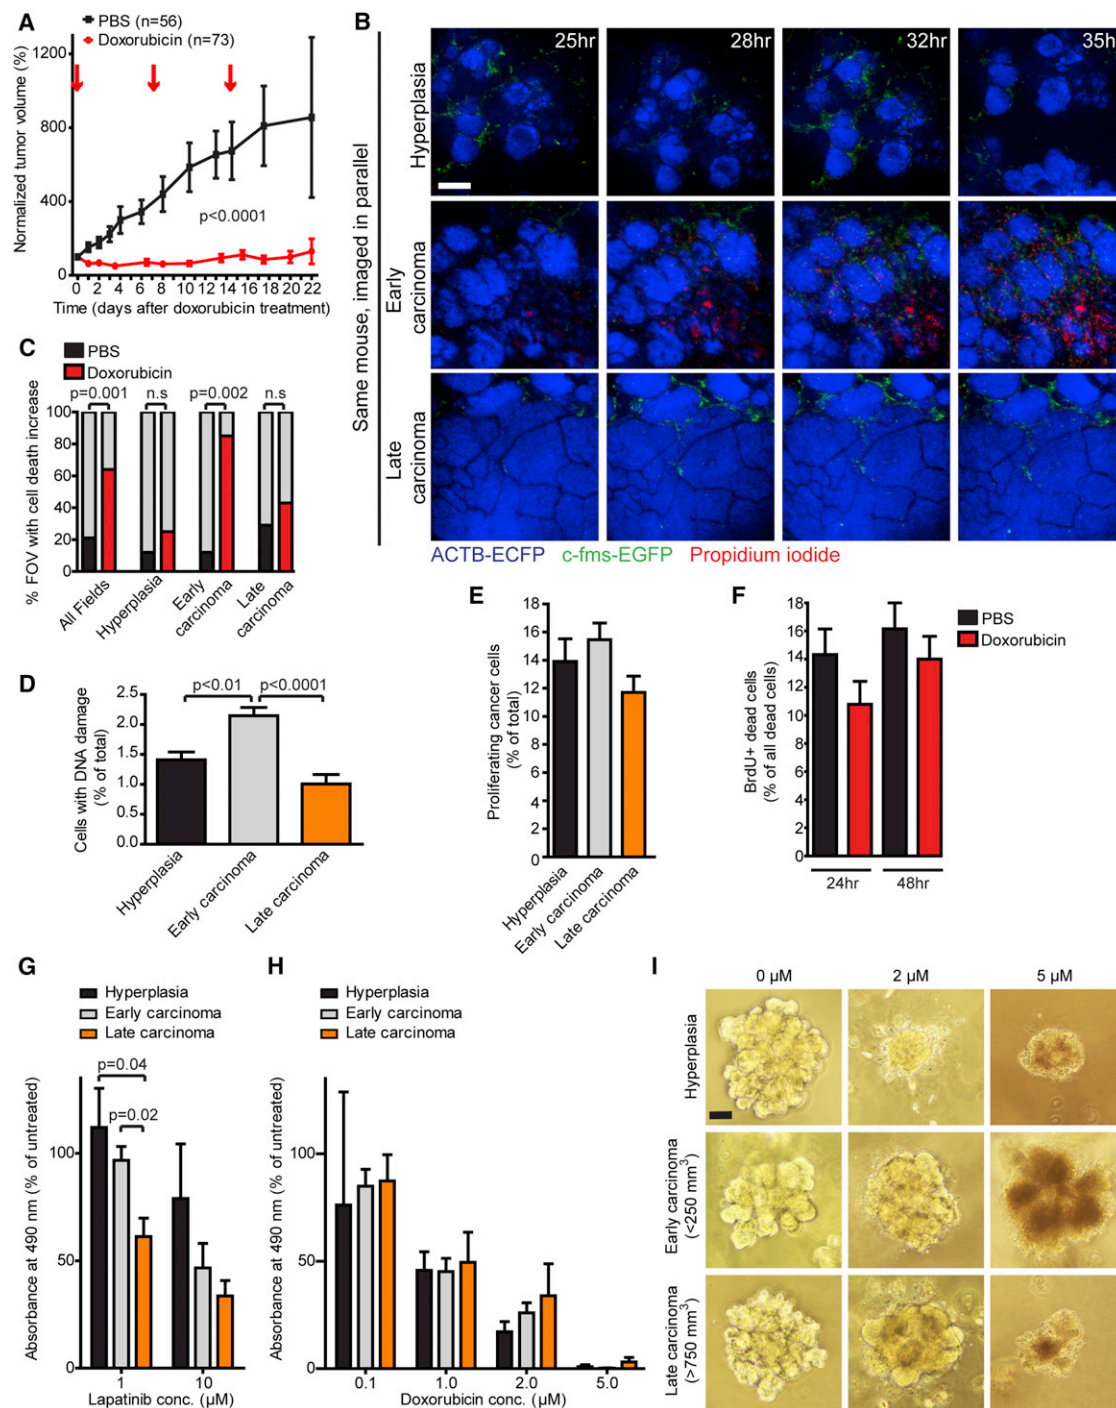 A
PBS (n=56)
Doxorubicin (n=73)
Normalized tumor volume (%)
1200
800
400
0
p<0.0001
0 2 4 6 8 10 12 14 16 18 20 22
Time (days after doxorubicin treatment)
B
Same mouse, imaged in parallel
Hyperplasia
Early
carcinoma
Late
carcinoma
25hr
28hr
32hr
35h
ACTB-ECFP c-fms-EGFP Propidium iodide
C
PBS
Doxorubicin
p=0.001
n.s
p=0.002
n.s
% FOV with cell death increase
100
80
60
40
20
0
All Fields
Hyperplasia
Early
carcinoma
Late
carcinoma
D
Cells with DNA damage
(% of total)
2.5
2.0
1.5
1.0
0.5
0.0
p<0.01
p<0.0001
Hyperplasia
Early carcinoma
Late carcinoma
E
Proliferating cancer cells
(% of total)
18
16
14
12
10
8
6
4
2
0
Hyperplasia
Early carcinoma
Late carcinoma
F
PBS
Doxorubicin
BrdU+ dead cells
(% of all dead cells)
18
16
14
12
10
8
6
4
2
0
24hr
48hr
G
Hyperplasia
Early carcinoma
Late carcinoma
p=0.04
p=0.02
Absorbance at 490 nm (% of untreated)
100
50
0
1
10
Lapatinib conc. (µM)
H
Hyperplasia
Early carcinoma
Late carcinoma
Absorbance at 490 nm (% of untreated)
100
50
0
0.1
1.0
2.0
5.0
Doxorubicin conc. (µM)
I
0 µM
2 µM
5 µM
Hyperplasia
Early carcinoma
(<250 mm³)
Late carcinoma
(>750 mm³)